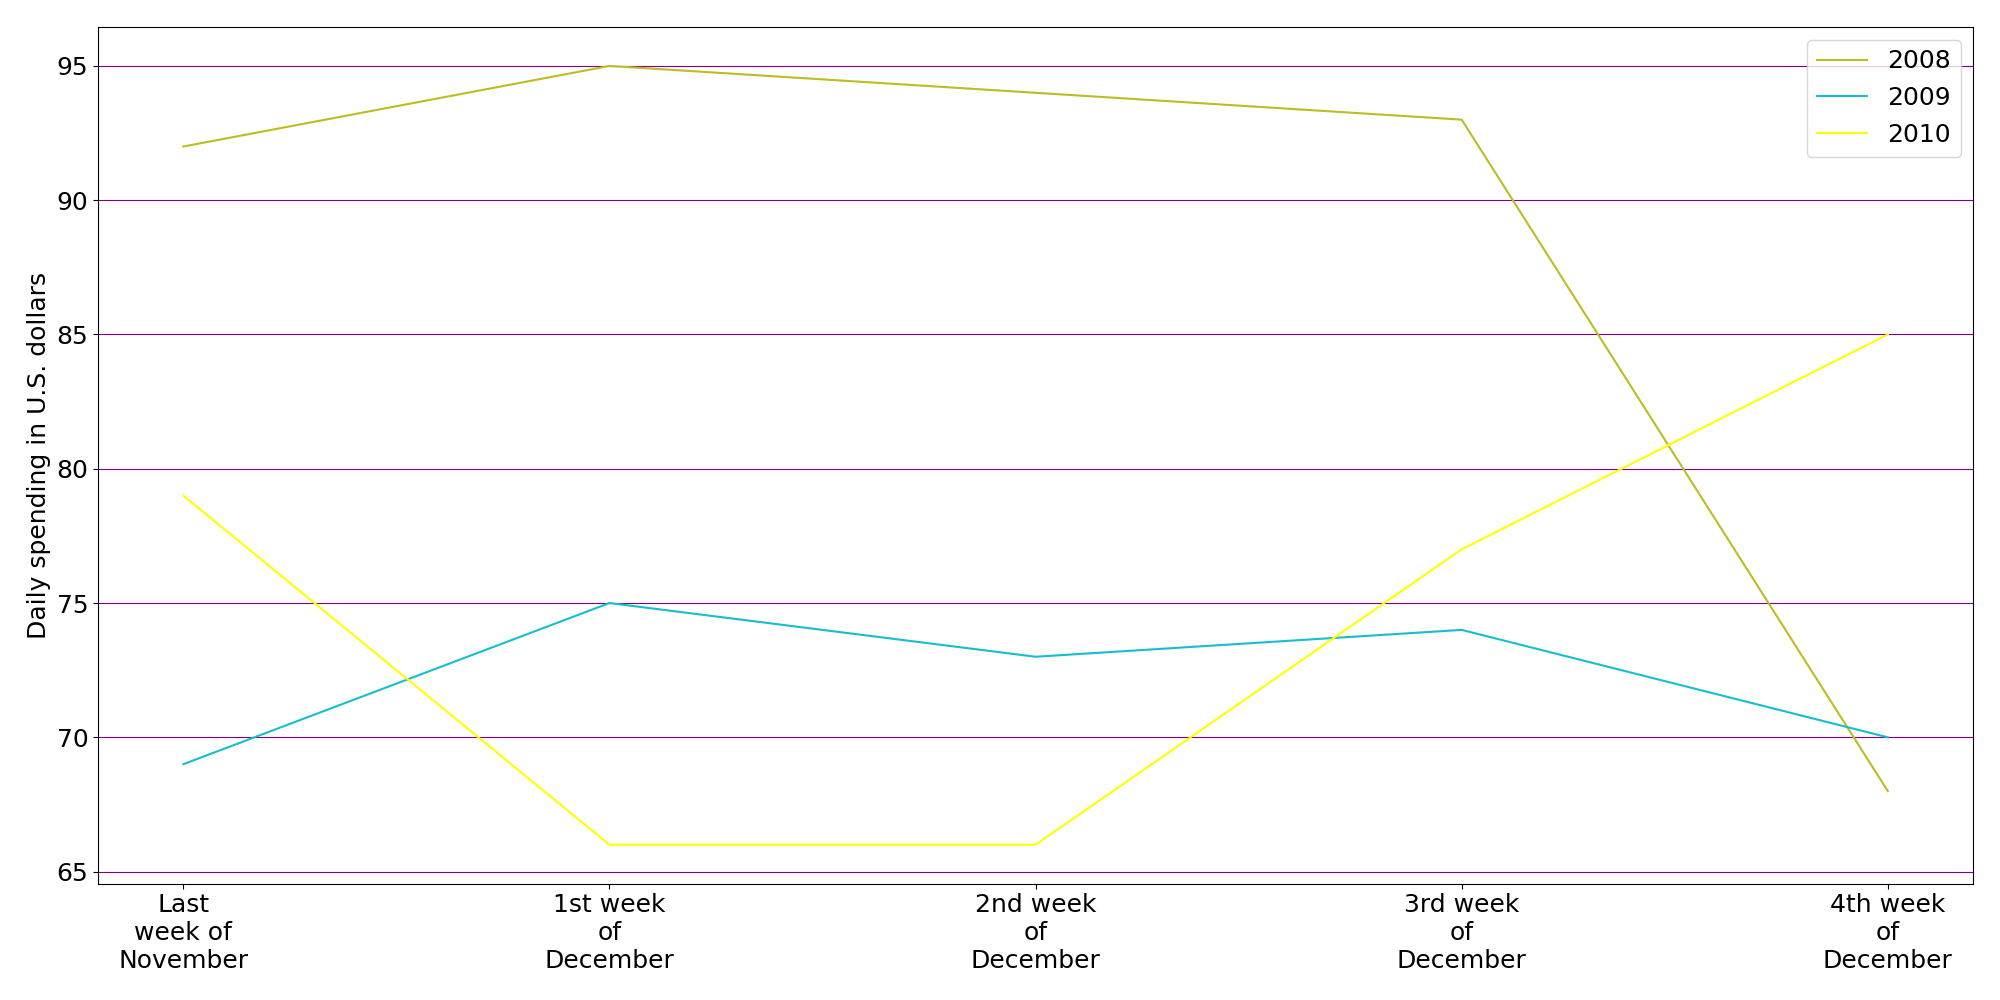 Daily spending in U.S. dollars
95
90
85
80
75
70
65
2008
2009
2010
Last
week of
November
1st week
of
December
2nd week
of
December
3rd week
of
December
4th week
of
December